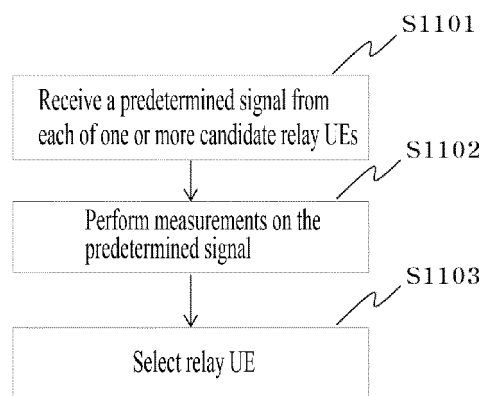 S1101
Receive a predetermined signal from
each of one or more candidate relay UEs
S1102
Perform measurements on the
predetermined signal
S1103
Select relay UE